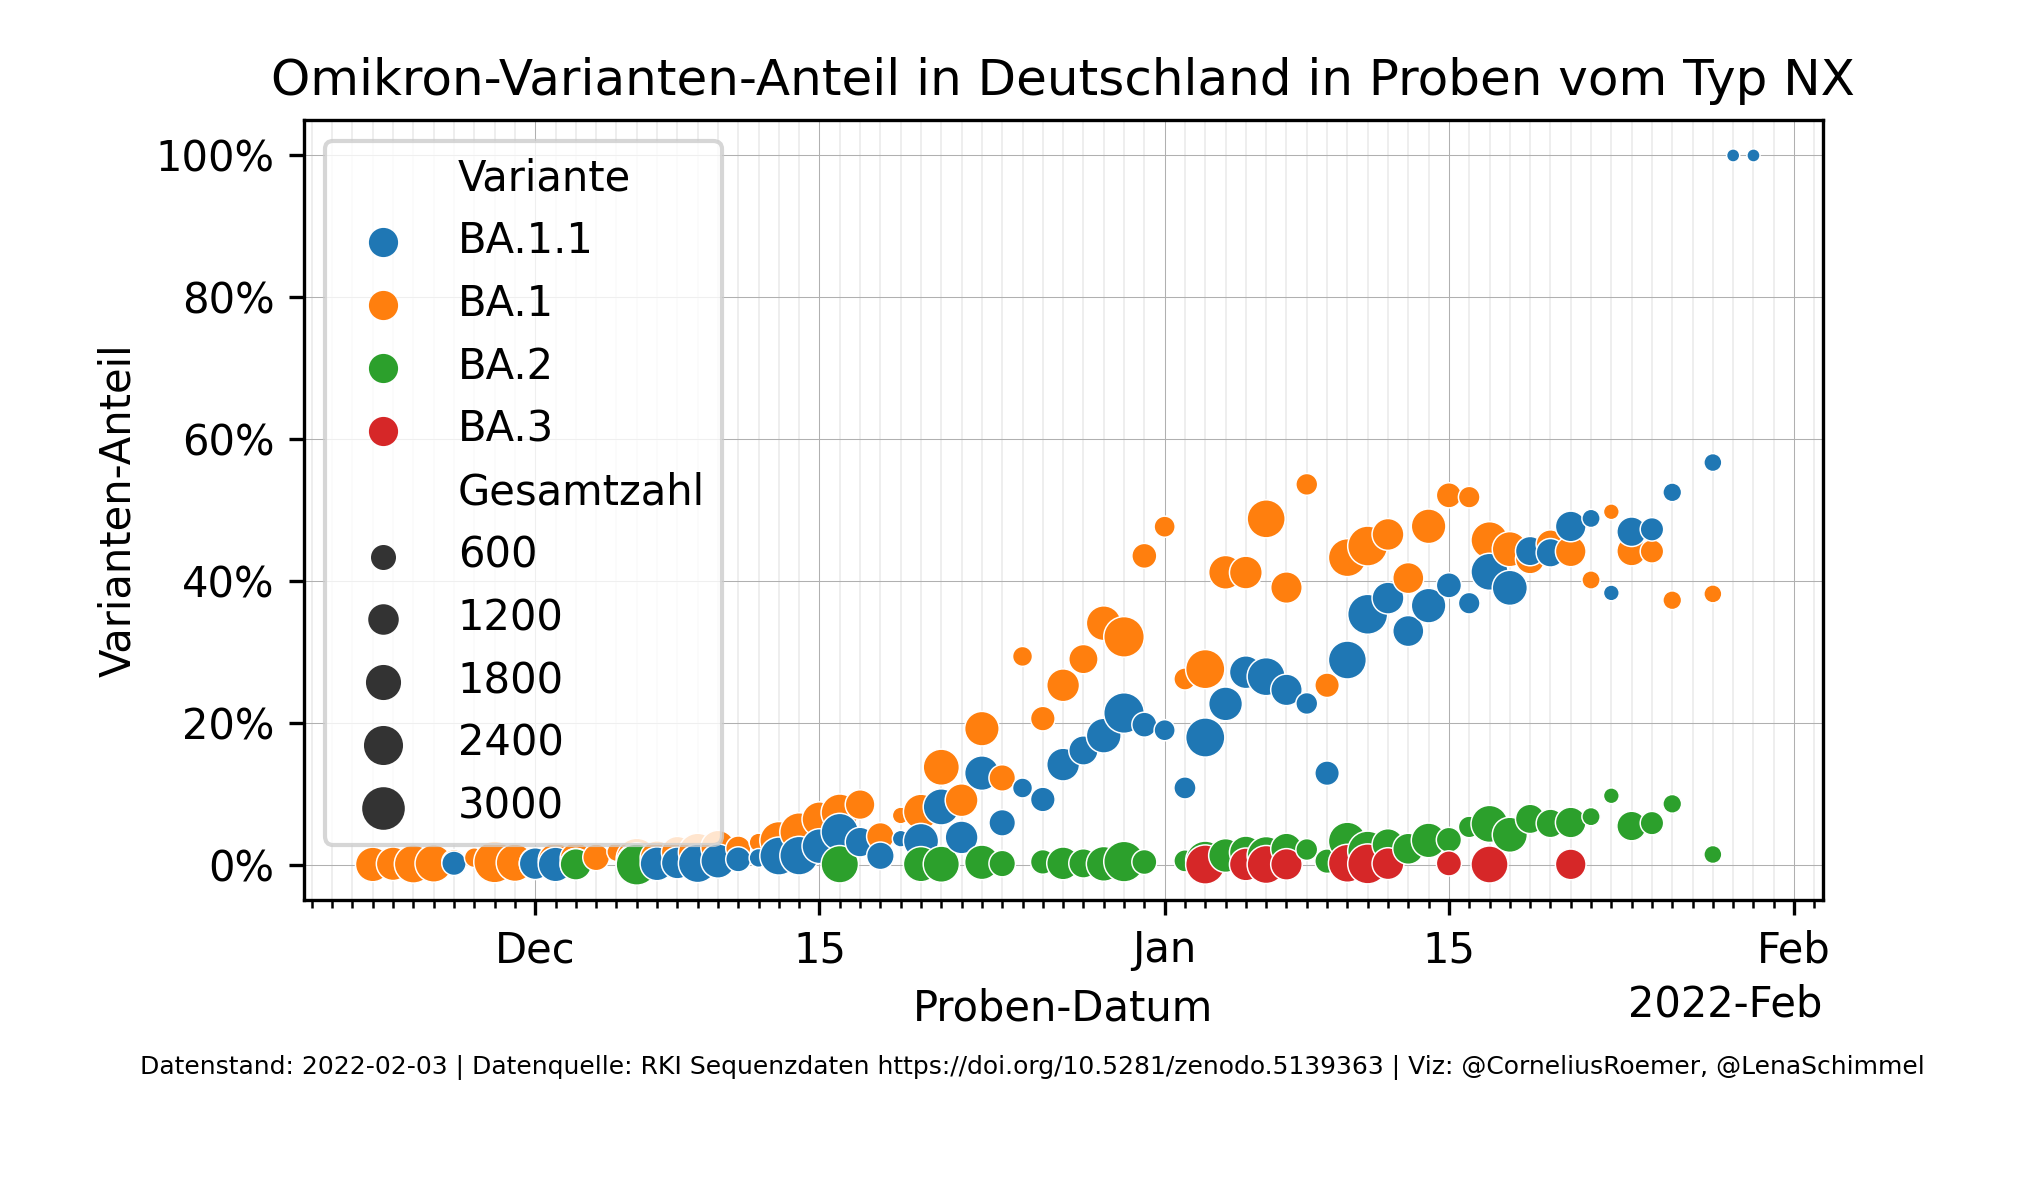 Omikron-Varianten-Anteil in Deutschland in Proben vom Typ NX
Varianten-Anteil
100%
80%
60%
40%
20%
0%
Variante
BA.1.1
BA.1
BA.2
BA.3
Gesamtzahl
600
1200
1800
2400
3000
Dec 15 Jan 15 Feb
2022-Feb
Proben-Datum
Datenstand: 2022-02-03 | Datenquelle: RKI Sequenzdaten https://doi.org/10.5281/zenodo.5139363 | Viz: @CorneliusRoemer, @LenaSchimmel